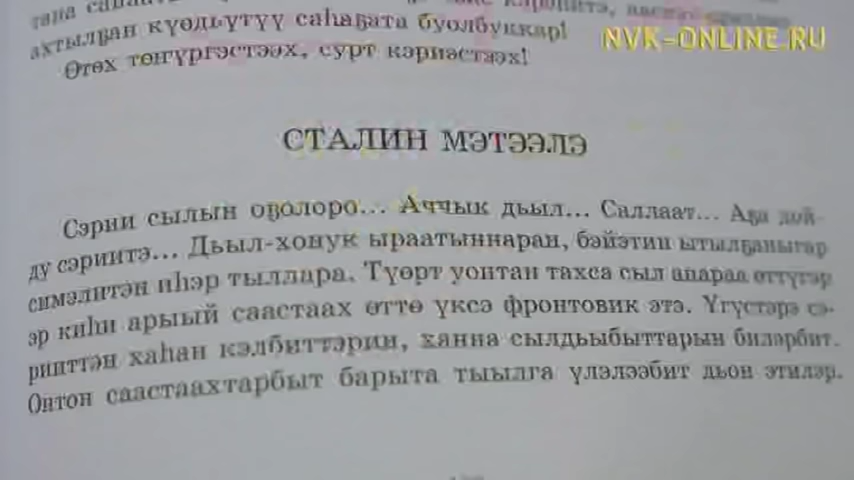 ахтылҕан күөдьүтүү саһаҕата буолбуккар!
NVK-ONLINE.RU
Өтөх төҥүргэстээх, сурт кэриэстээх!
СТАЛИН МЭТЭЭЛЭ
Сэрии сылын оҕолоро... Аччык дьыл... Саллаат... Аҕа дой-
ду сэриитэ... Дьыл-хонук ыраатыннаран, бэйэтин ытылҕаныгар
симэлитэн иһэр тыллара. Түөрт уонтан тахса сыл анараа өттүгэр
эр киһи арыый саастаах өттө үксэ фронтовик этэ. Үгүстэрэ сэ-
рииттэн хаһан кэлбиттэрин, ханна сылдьыбыттарын биләрбит.
Онтон саастаахтарбыт барыта тыылга үлэлээбит дьон этилэр.